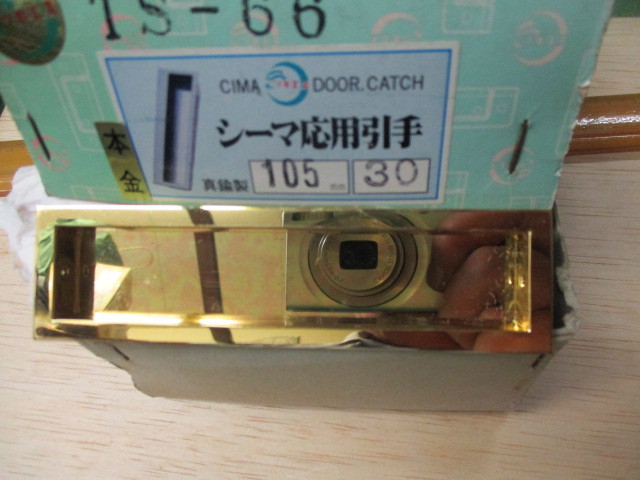 TS-66
CIMA DOOR.CATCH
シーマ応用引手
本金
真鍮製 105 mm 30